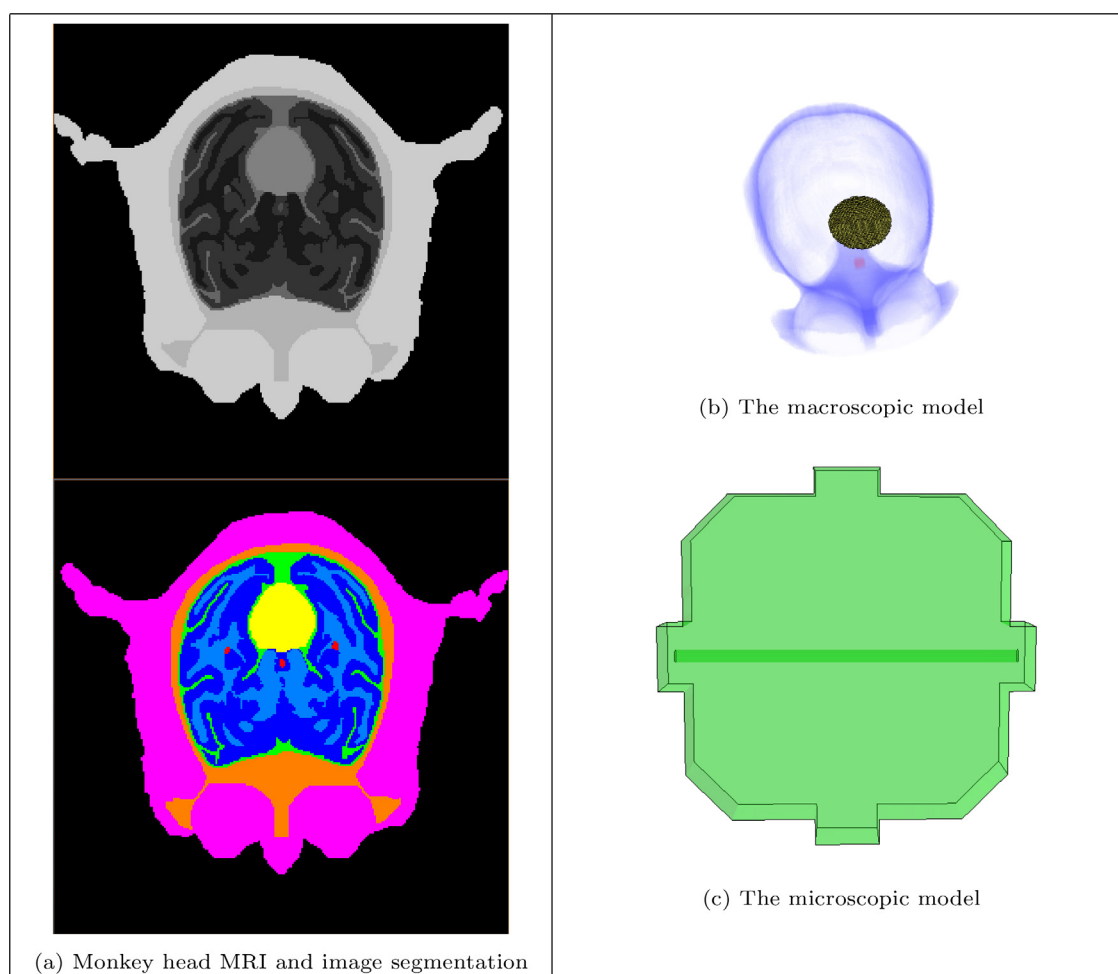 (a) Monkey head MRI and image segmentation
(b) The macroscopic model
(c) The microscopic model